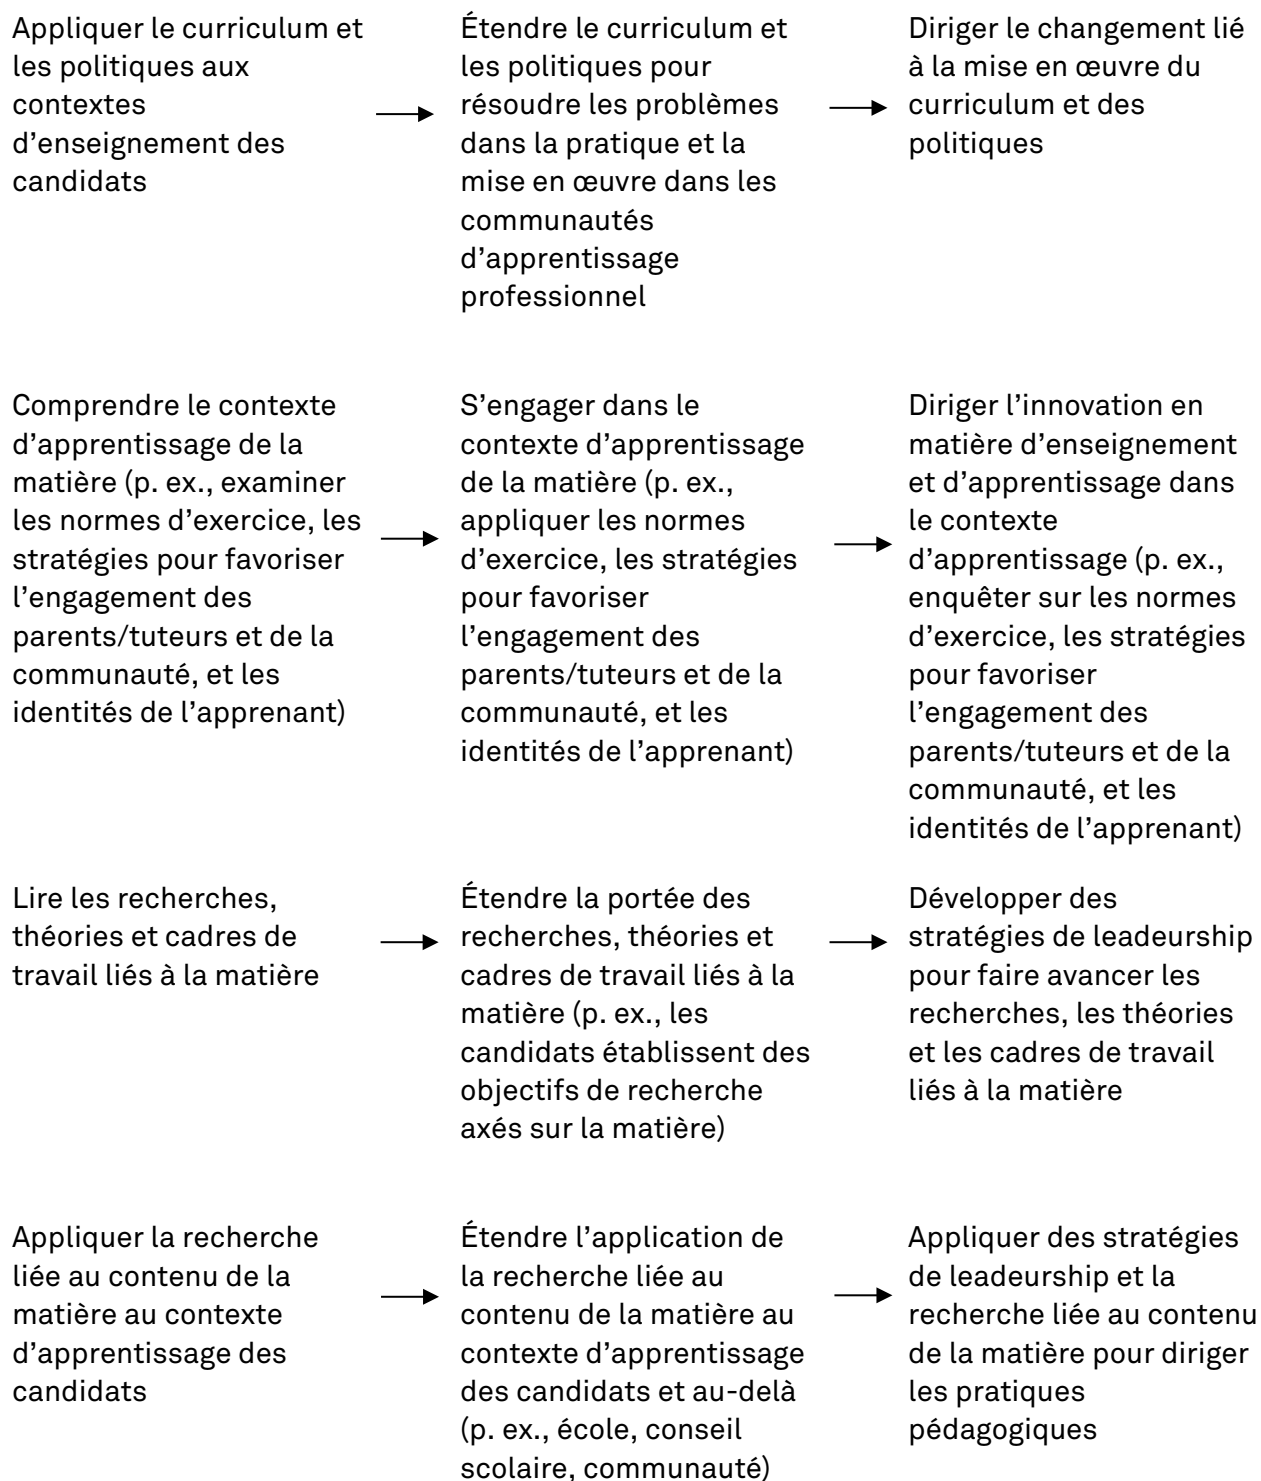 Appliquer le curriculum et
les politiques aux
contextes
d’enseignement des
candidats
Étendre le curriculum et
les politiques pour
résoudre les problèmes
dans la pratique et la
mise en œuvre dans les
communautés
d’apprentissage
professionnel
Diriger le changement lié
à la mise en œuvre du
curriculum et des
politiques
Comprendre le contexte
d’apprentissage de la
matière (p. ex., examiner
les normes d’exercice, les
stratégies pour favoriser
l’engagement des
parents/tuteurs et de la
communauté, et les
identités de l’apprenant)
S’engager dans le
contexte d’apprentissage
de la matière (p. ex.,
appliquer les normes
d’exercice, les stratégies
pour favoriser
l’engagement des
parents/tuteurs et de la
communauté, et les
identités de l’apprenant)
Diriger l’innovation en
matière d’enseignement
et d’apprentissage dans
le contexte
d’apprentissage (p. ex.,
enquêter sur les normes
d’exercice, les stratégies
pour favoriser
l’engagement des
parents/tuteurs et de la
communauté, et les
identités de l’apprenant)
Lire les recherches,
théories et cadres de
travail liés à la matière
Étendre la portée des
recherches, théories et
cadres de travail liés à la
matière (p. ex., les
candidats établissent des
objectifs de recherche
axés sur la matière)
Développer des
stratégies de leadeurship
pour faire avancer les
recherches, les théories
et les cadres de travail
liés à la matière
Appliquer la recherche
liée au contenu de la
matière au contexte
d’apprentissage des
candidats
Étendre l’application de
la recherche liée au
contenu de la matière au
contexte d’apprentissage
des candidats et au-delà
(p. ex., école, conseil
scolaire, communauté)
Appliquer des stratégies
de leadeurship et la
recherche liée au contenu
de la matière pour diriger
les pratiques
pédagogiques